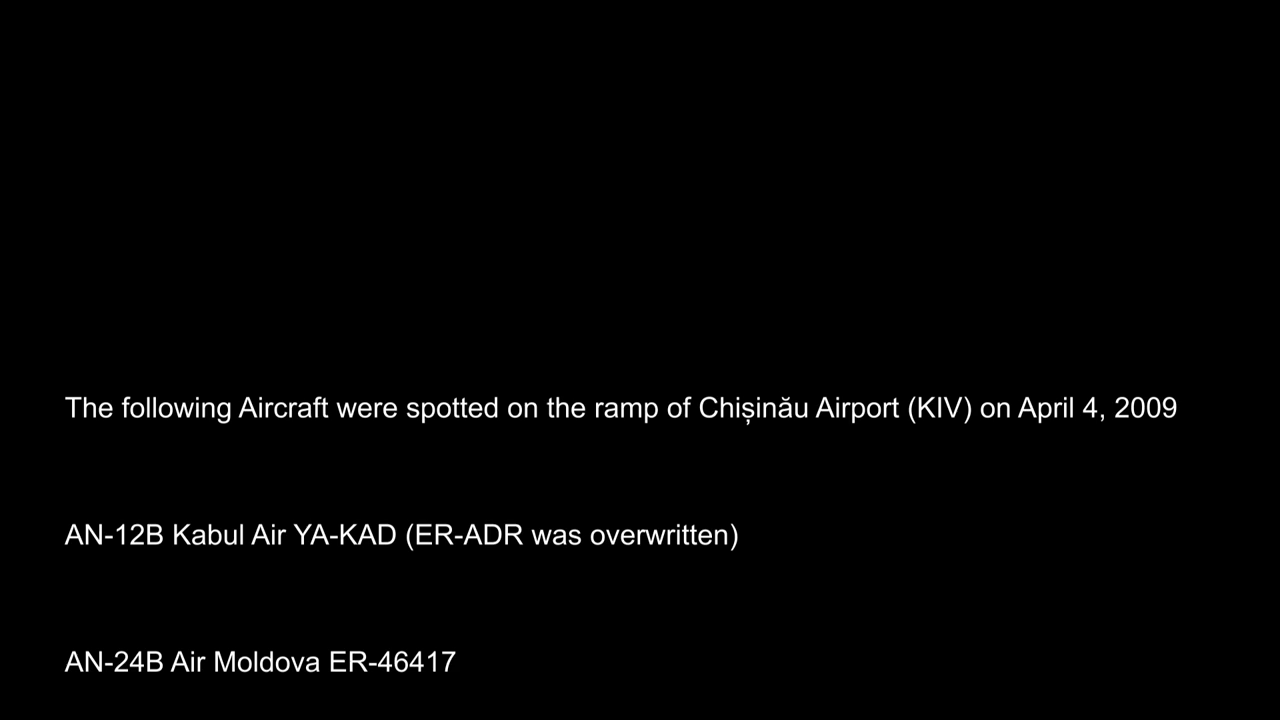 The following Aircraft were spotted on the ramp of Chișinău Airport (KIV) on April 4, 2009
AN-12B Kabul Air YA-KAD (ER-ADR was overwritten)
AN-24B Air Moldova ER-46417